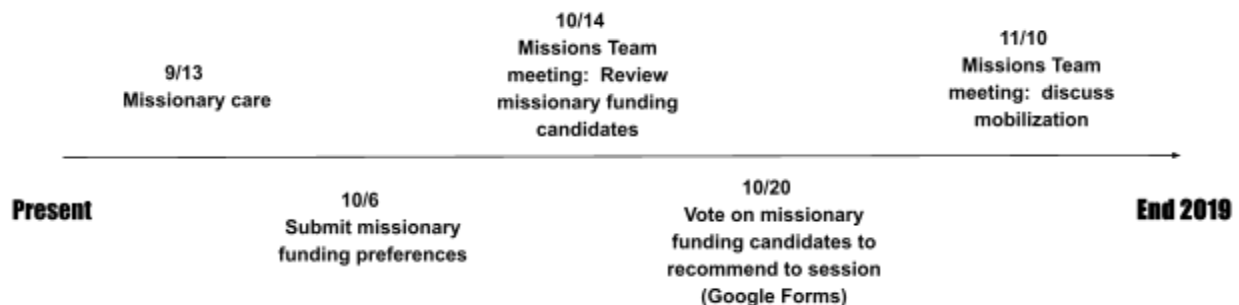 9/13
Missionary care
10/14
Missions Team
meeting:  Review
missionary funding
candidates
11/10
Missions Team
meeting:  discuss
mobilization
Present
10/6
Submit missionary
funding preferences
10/20
Vote on missionary
funding candidates to
recommend to session
(Google Forms)
End 2019